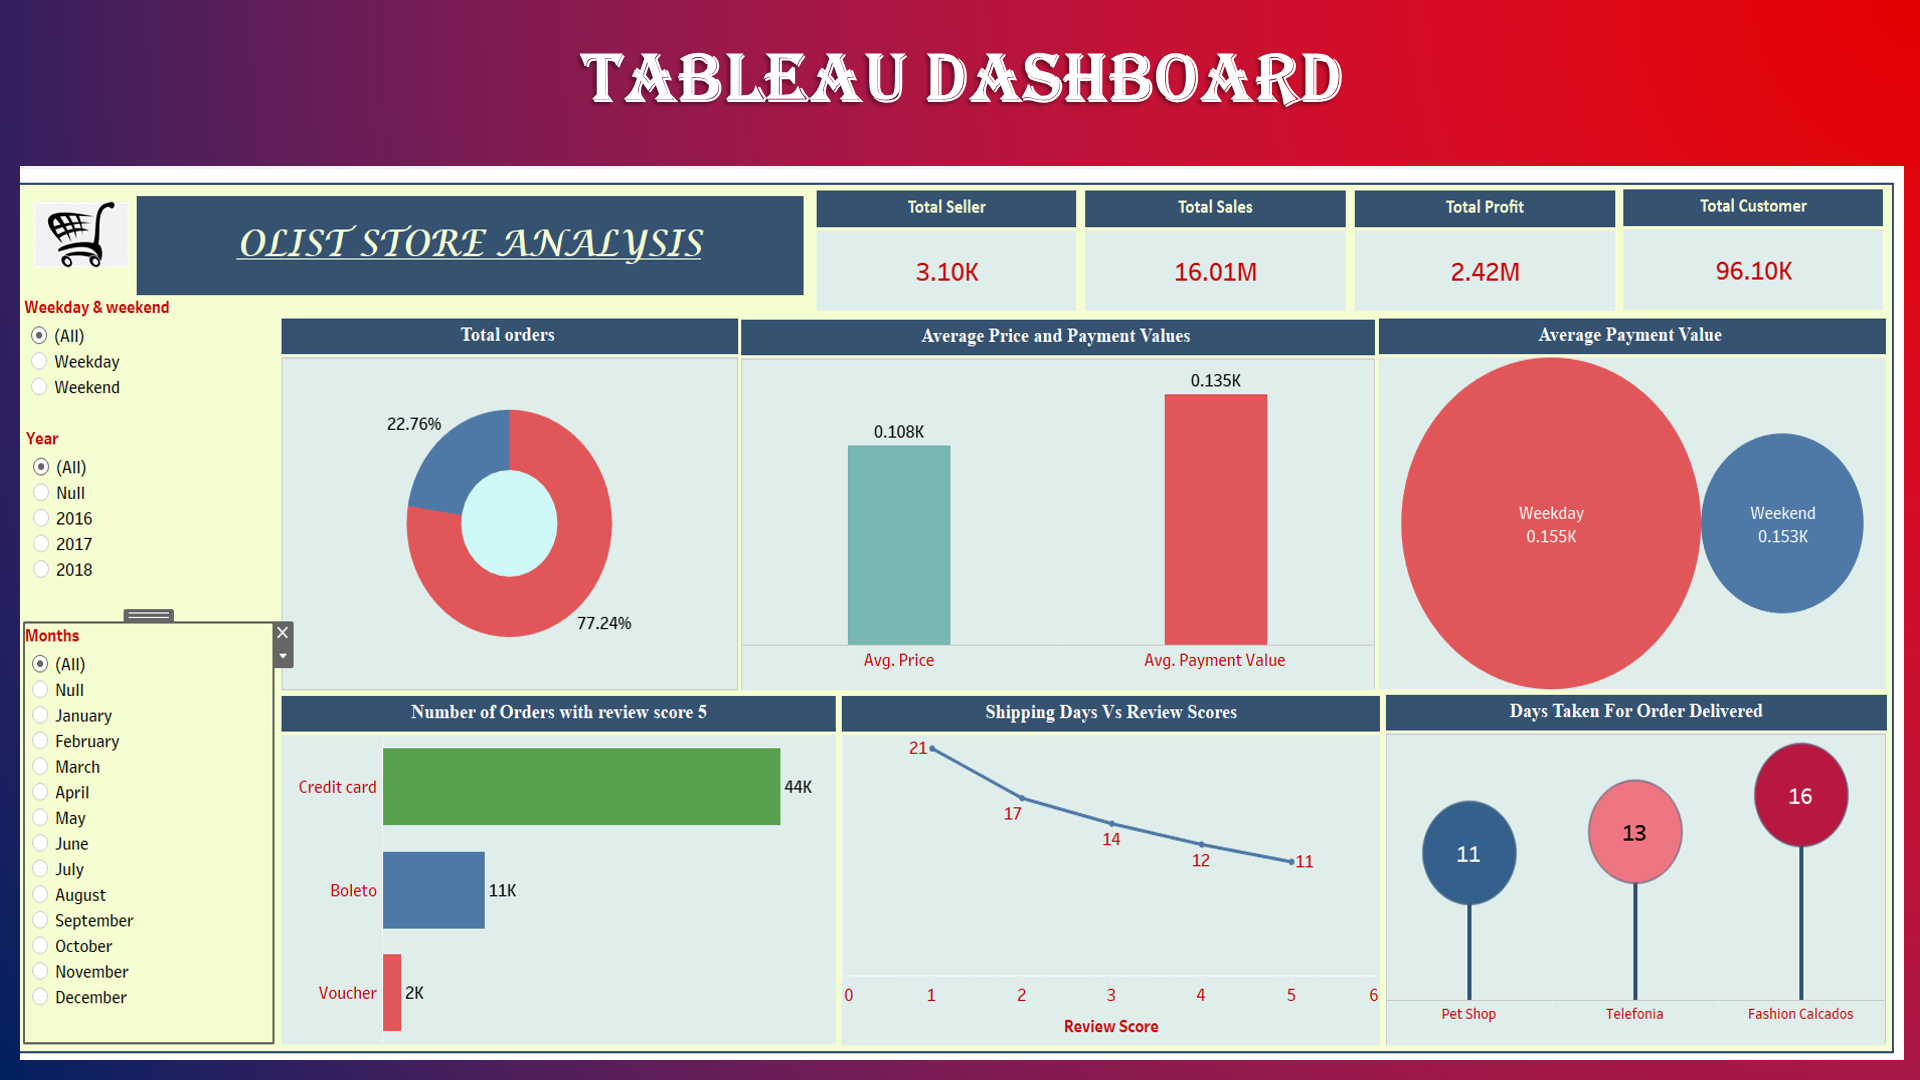 TABLEAU DASHBOARD
OLIST STORE ANALYSIS
Total Seller
3.10K
Total Sales
16.01M
Total Profit
2.42M
Total Customer
96.10K
Weekday & weekend
(All)
Weekday
Weekend
Year
(All)
Null
2016
2017
2018
Months
(All)
Null
January
February
March
April
May
June
July
August
September
October
November
December
Total orders
22.76%
77.24%
Average Price and Payment Values
0.108K
0.135K
Avg. Price
Avg. Payment Value
Average Payment Value
Weekday
0.155K
Weekend
0.153K
Number of Orders with review score 5
Credit card
44K
Boleto
11K
Voucher
2K
Shipping Days Vs Review Scores
21
17
14
12
11
0 1 2 3 4 5 6
Review Score
Days Taken For Order Delivered
11
13
16
Pet Shop
Telefonia
Fashion Calcados